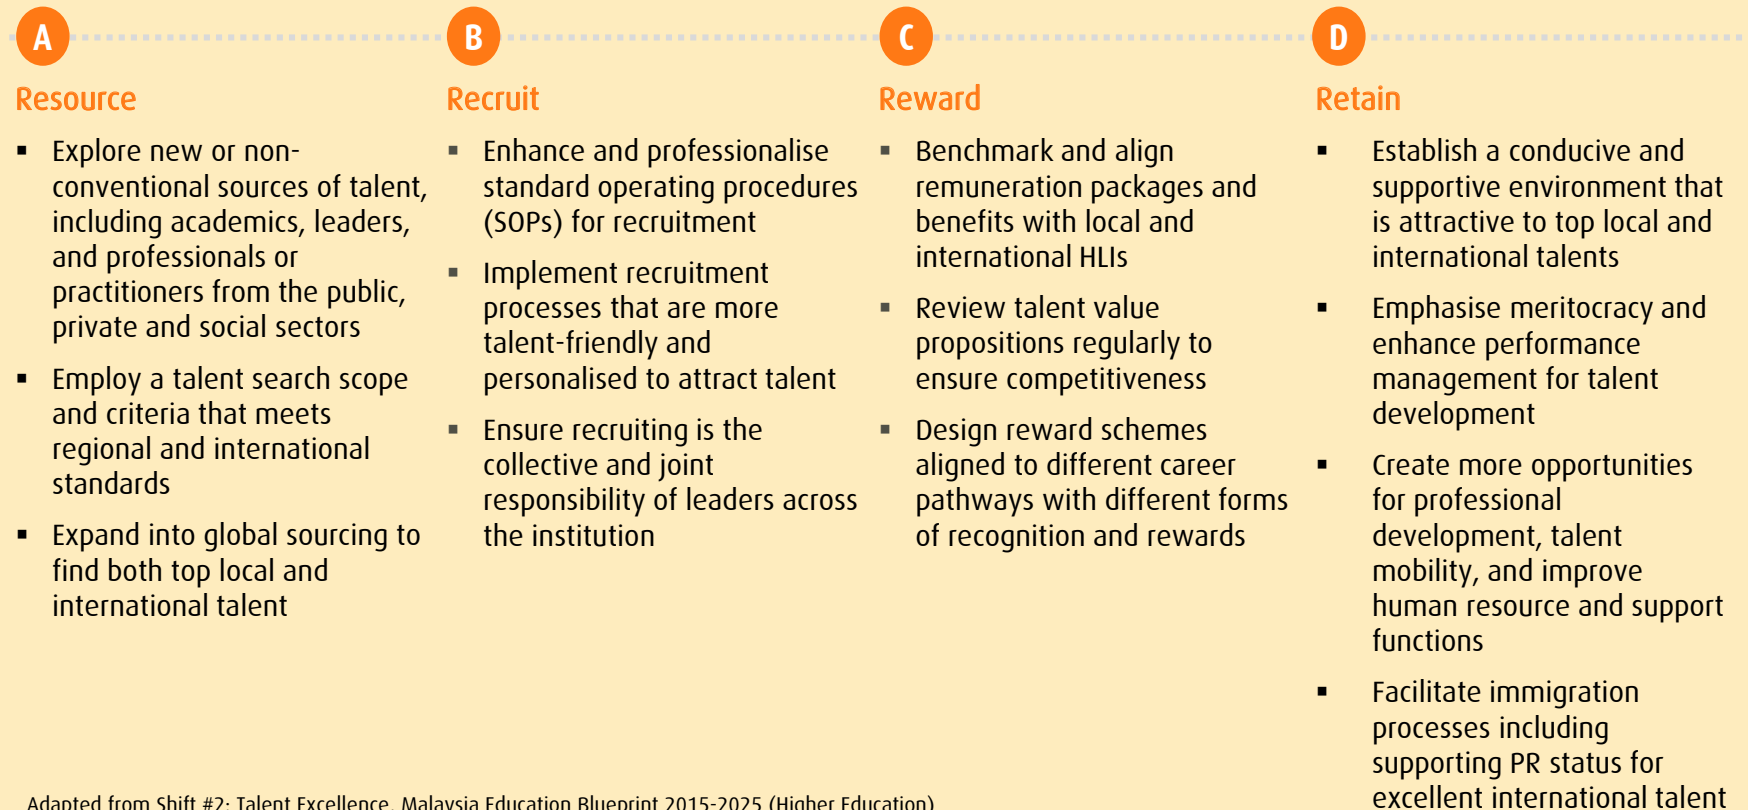 A
Resource
▪ Explore new or non-
conventional sources of talent,
including academics, leaders,
and professionals or
practitioners from the public,
private and social sectors
▪ Employ a talent search scope
and criteria that meets
regional and international
standards
▪ Expand into global sourcing to
find both top local and
international talent
B
Recruit
▪ Enhance and professionalise
standard operating procedures
(SOPs) for recruitment
▪ Implement recruitment
processes that are more
talent-friendly and
personalised to attract talent
▪ Ensure recruiting is the
collective and joint
responsibility of leaders across
the institution
C
Reward
▪ Benchmark and align
remuneration packages and
benefits with local and
international HLIs
▪ Review talent value
propositions regularly to
ensure competitiveness
▪ Design reward schemes
aligned to different career
pathways with different forms
of recognition and rewards
D
Retain
▪ Establish a conducive and
supportive environment that
is attractive to top local and
international talents
▪ Emphasise meritocracy and
enhance performance
management for talent
development
▪ Create more opportunities
for professional
development, talent
mobility, and improve
human resource and support
functions
▪ Facilitate immigration
processes including
supporting PR status for
excellent international talent
Adapted from Shift #2: Talent Excellence, Malaysia Education Blueprint 2015-2025 (Higher Education)